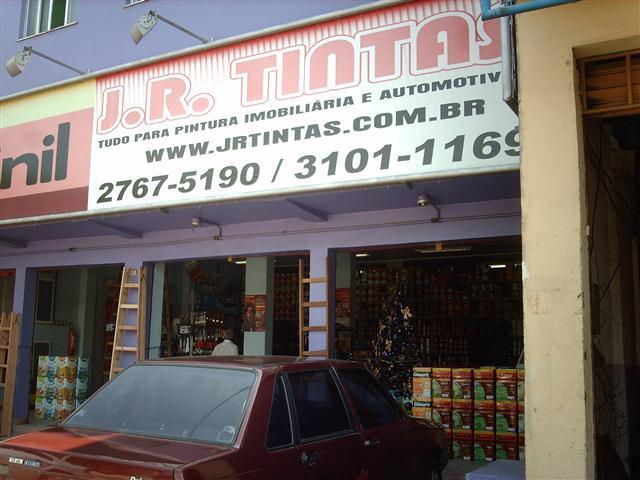 J.R. TINTAS
TUDO PARA PINTURA IMOBILIÁRIA E AUTOMOTIV
WWW.JRTINTAS.COM.BR
2767-5190 / 3101-1169
nil